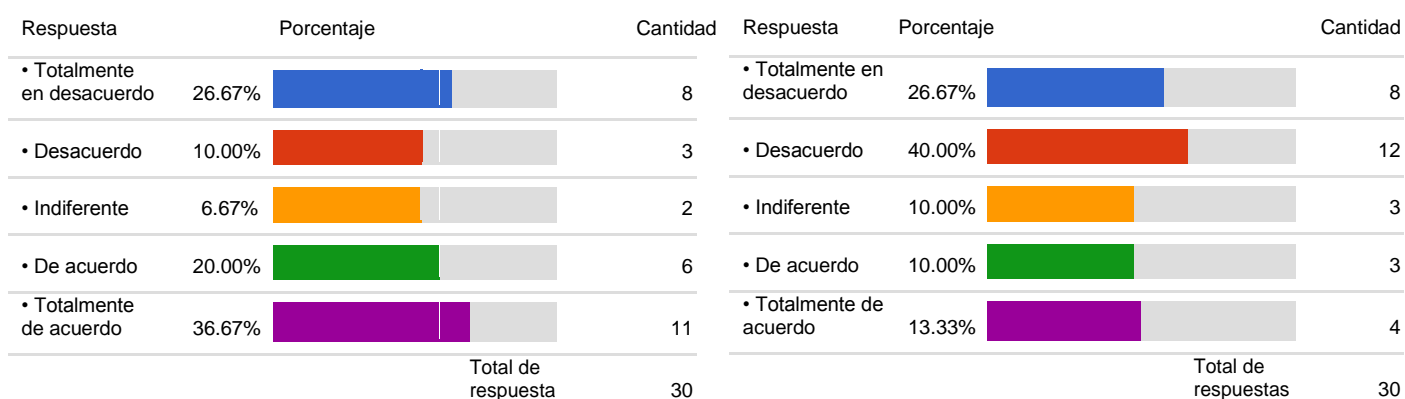 Respuesta Porcentaje Cantidad
• Totalmente
en desacuerdo 26.67% 8
• Desacuerdo 10.00% 3
• Indiferente 6.67% 2
• De acuerdo 20.00% 6
• Totalmente
de acuerdo 36.67% 11
Total de
respuesta 30
Respuesta Porcentaje Cantidad
• Totalmente en
desacuerdo 26.67% 8
• Desacuerdo 40.00% 12
• Indiferente 10.00% 3
• De acuerdo 10.00% 3
• Totalmente de
acuerdo 13.33% 4
Total de
respuestas 30